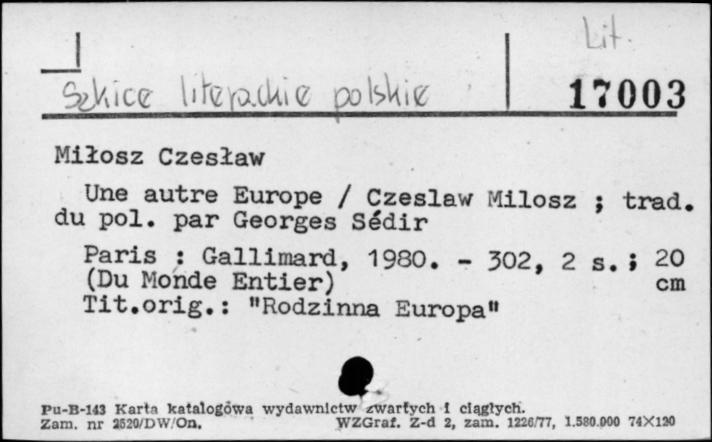 Lit.
Szkice literackie polskie
17003
Miłosz Czesław
Une autre Europe / Czeslaw Milosz ; trad.
du pol. par Georges Sédir
Paris : Gallimard, 1980. - 302, 2 s. ; 20
(Du Monde Entier) cm
Tit.orig.: "Rodzinna Europa"
Pu-B-143 Karta katalogowa wydawnictw zwartych i ciągłych.
Zam. nr 2620/DW/On. WZGraf. Z-d 2, zam. 1226/77, 1.580.000 74X120